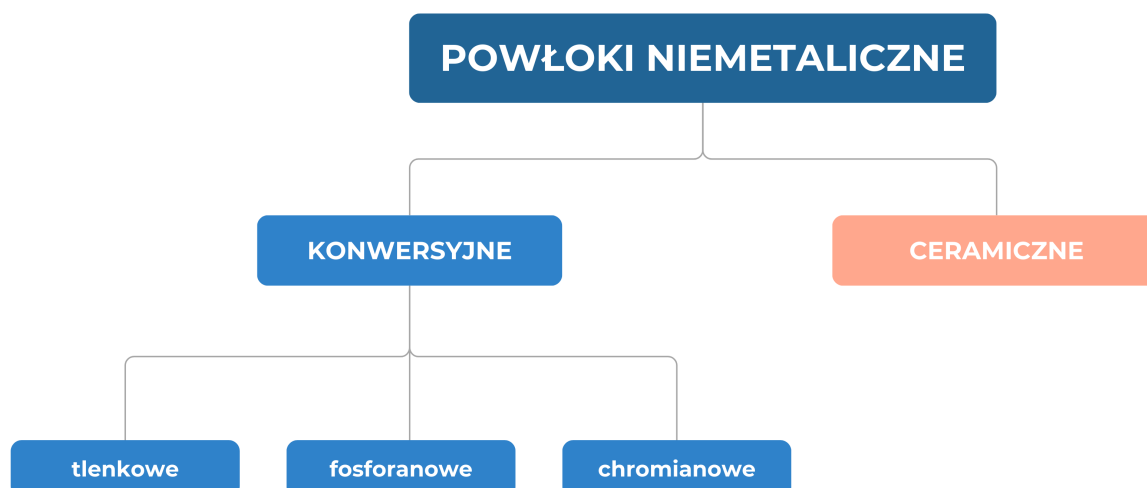 POWŁOKI NIEMETALICZNE
KONWERSYJNE
CERAMICZNE
tlenkowe
fosforanowe
chromianowe